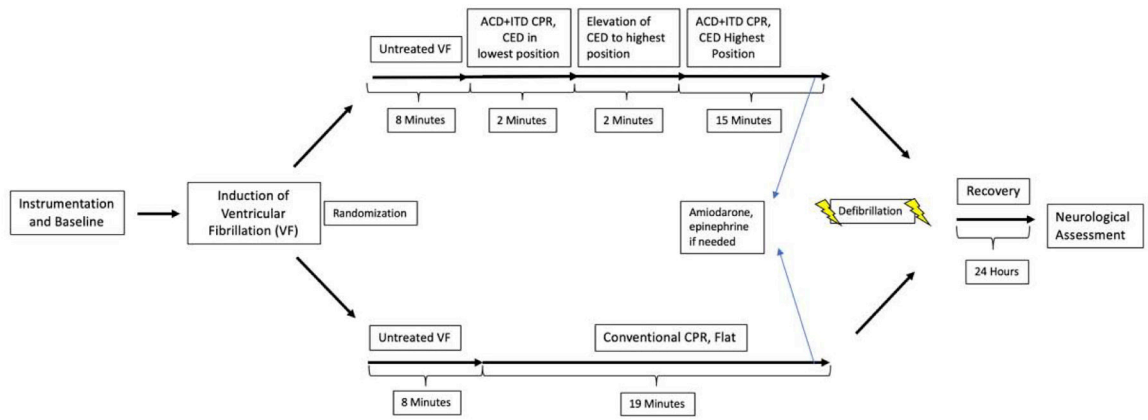 Instrumentation
and Baseline
Induction of
Ventricular
Fibrillation (VF)
Randomization
Untreated VF
ACD+ITD CPR,
CED in
lowest position
Elevation of
CED to highest
position
ACD+ITD CPR,
CED Highest
Position
8 Minutes
2 Minutes
2 Minutes
15 Minutes
Amiodarone,
epinephrine
if needed
Untreated VF
Conventional CPR, Flat
8 Minutes
19 Minutes
Defibrillation
Recovery
24 Hours
Neurological
Assessment